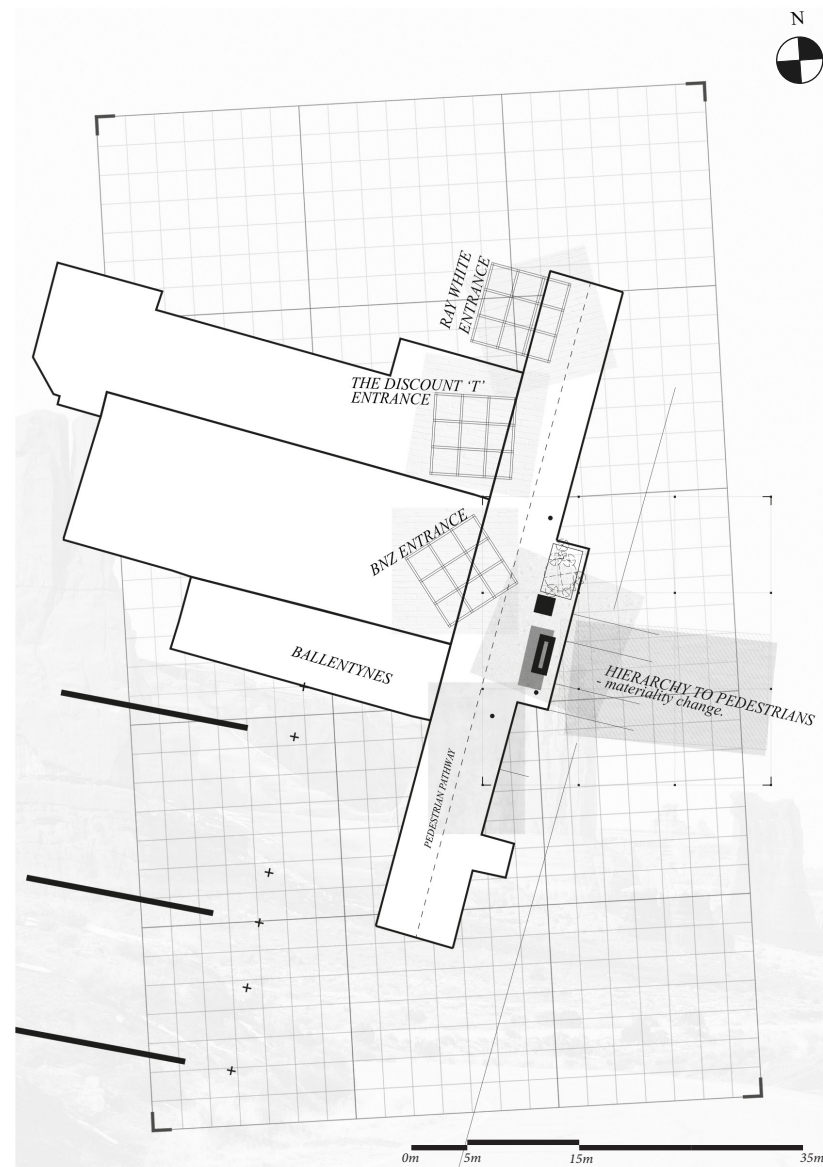 N
RAY WHITE
ENTRANCE
THE DISCOUNT ‘T’
ENTRANCE
BNZ ENTRANCE
BALLENTYNES
HIERARCHY TO PEDESTRIANS
- materiality change.
PEDESTRIAN PATHWAY
0m 5m 15m 35m